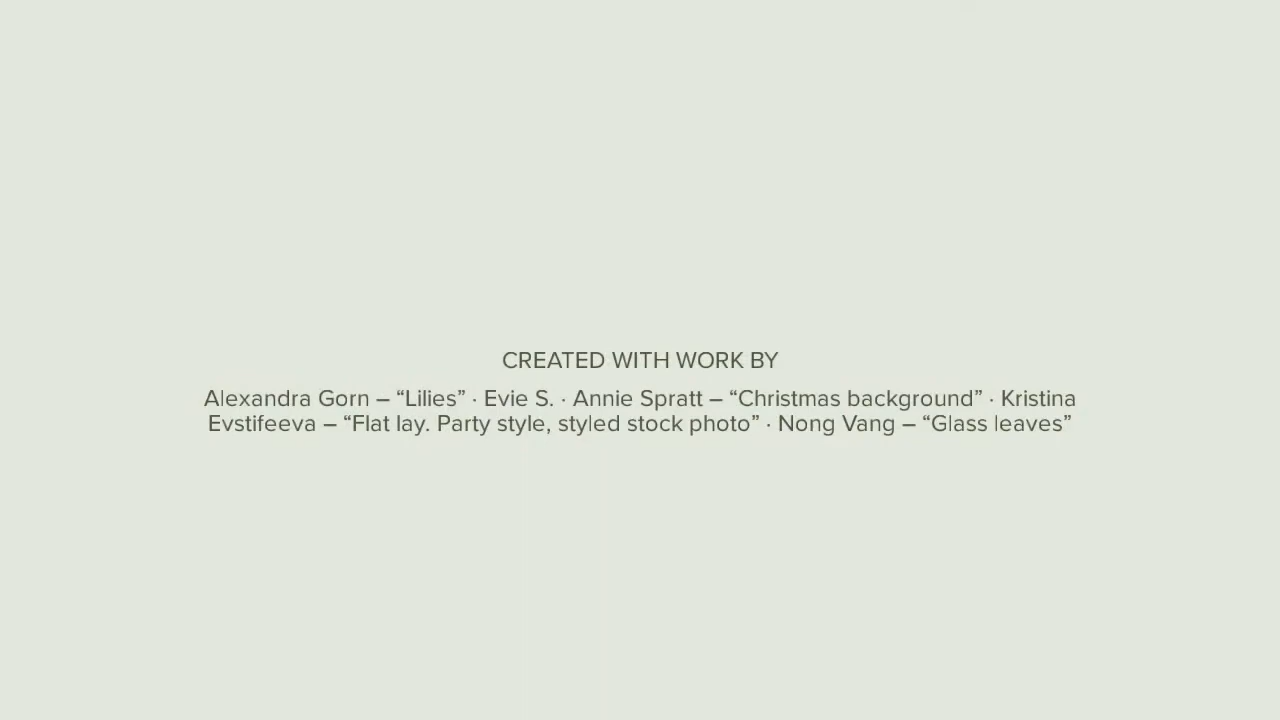 CREATED WITH WORK BY
Alexandra Gorn – “Lilies” · Evie S. · Annie Spratt – “Christmas background” · Kristina
Evstifeeva – “Flat lay. Party style, styled stock photo” · Nong Vang – “Glass leaves”